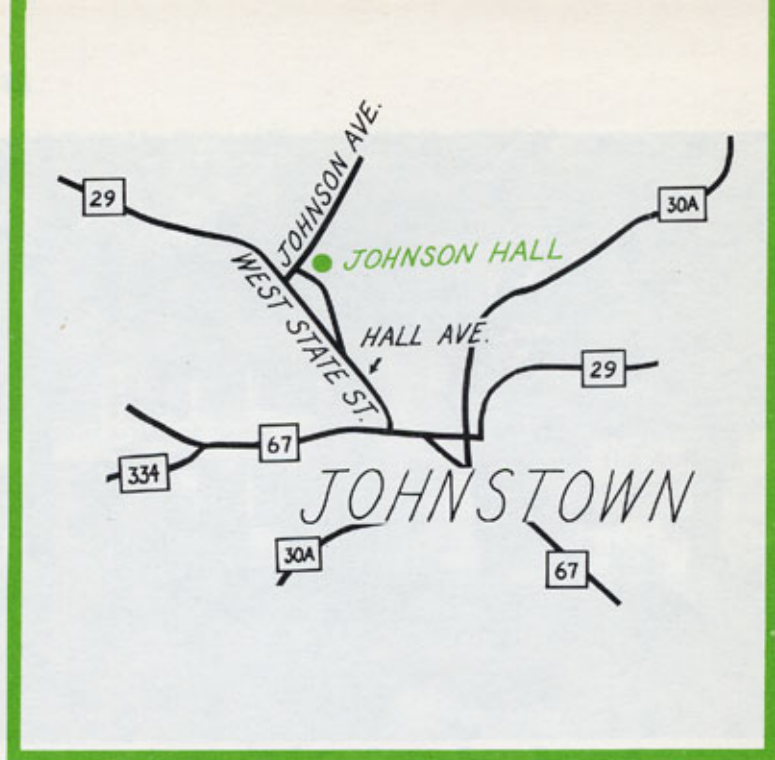 JOHNSON AVE.
29
30A
JOHNSON HALL
WEST STATE ST.
HALL AVE.
29
67
334
JOHNSTOWN
30A
67